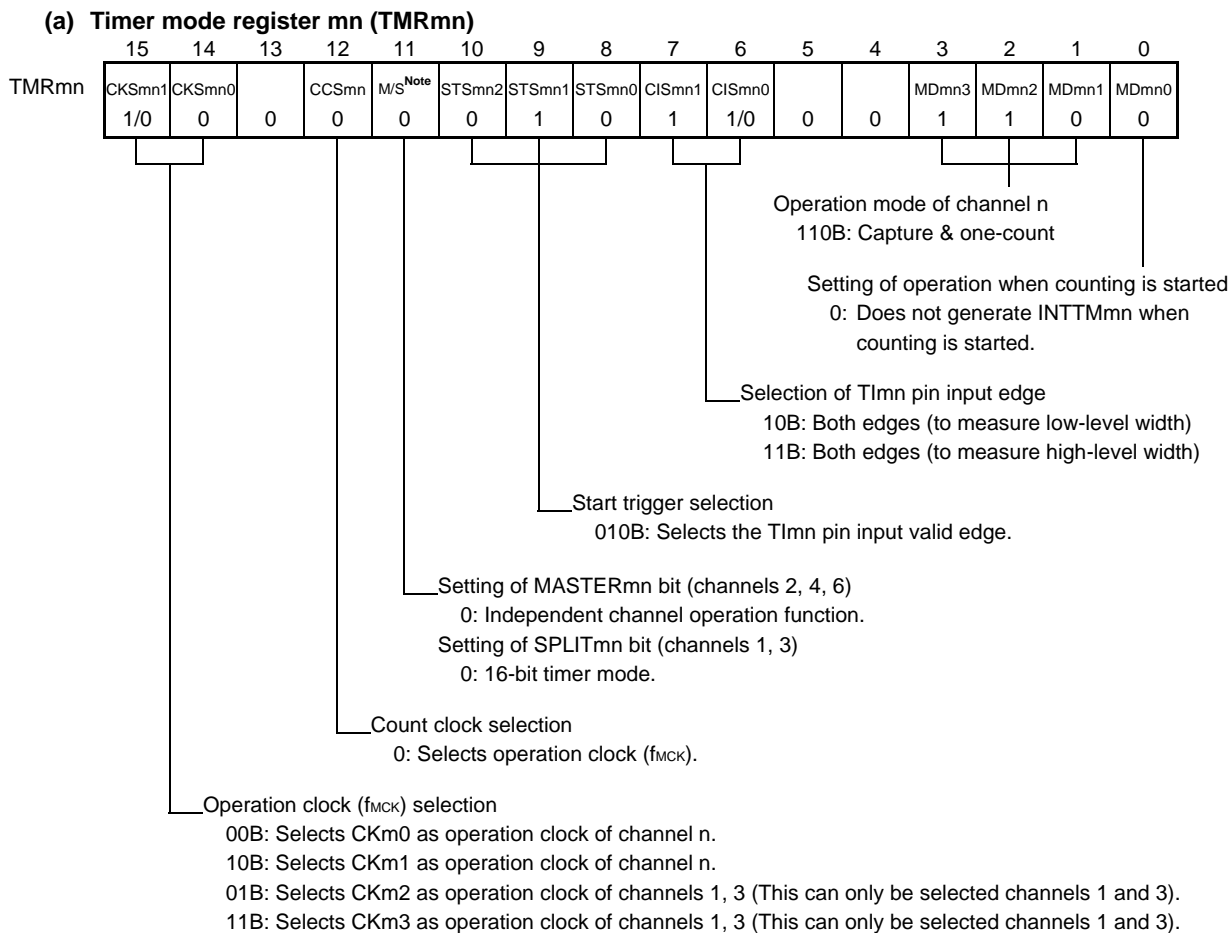 (a) Timer mode register mn (TMRmn)
15 14 13 12 11 10 9 8 7 6 5 4 3 2 1 0
TMRmn CKSmn1 CKSmn0 CCSmn M/S Note STSmn2 STSmn1 STSmn0 CISmn1 CISmn0 MDmn3 MDmn2 MDmn1 MDmn0
1/0 0 0 0 0 0 1 0 1 1/0 0 0 1 1 0 0
Operation mode of channel n
110B: Capture & one-count
Setting of operation when counting is started
0: Does not generate INTTMmn when
counting is started.
Selection of TImn pin input edge
10B: Both edges (to measure low-level width)
11B: Both edges (to measure high-level width)
Start trigger selection
010B: Selects the TImn pin input valid edge.
Setting of MASTERmn bit (channels 2, 4, 6)
0: Independent channel operation function.
Setting of SPLITmn bit (channels 1, 3)
0: 16-bit timer mode.
Count clock selection
0: Selects operation clock (fMCK).
Operation clock (fMCK) selection
00B: Selects CKm0 as operation clock of channel n.
10B: Selects CKm1 as operation clock of channel n.
01B: Selects CKm2 as operation clock of channels 1, 3 (This can only be selected channels 1 and 3).
11B: Selects CKm3 as operation clock of channels 1, 3 (This can only be selected channels 1 and 3).